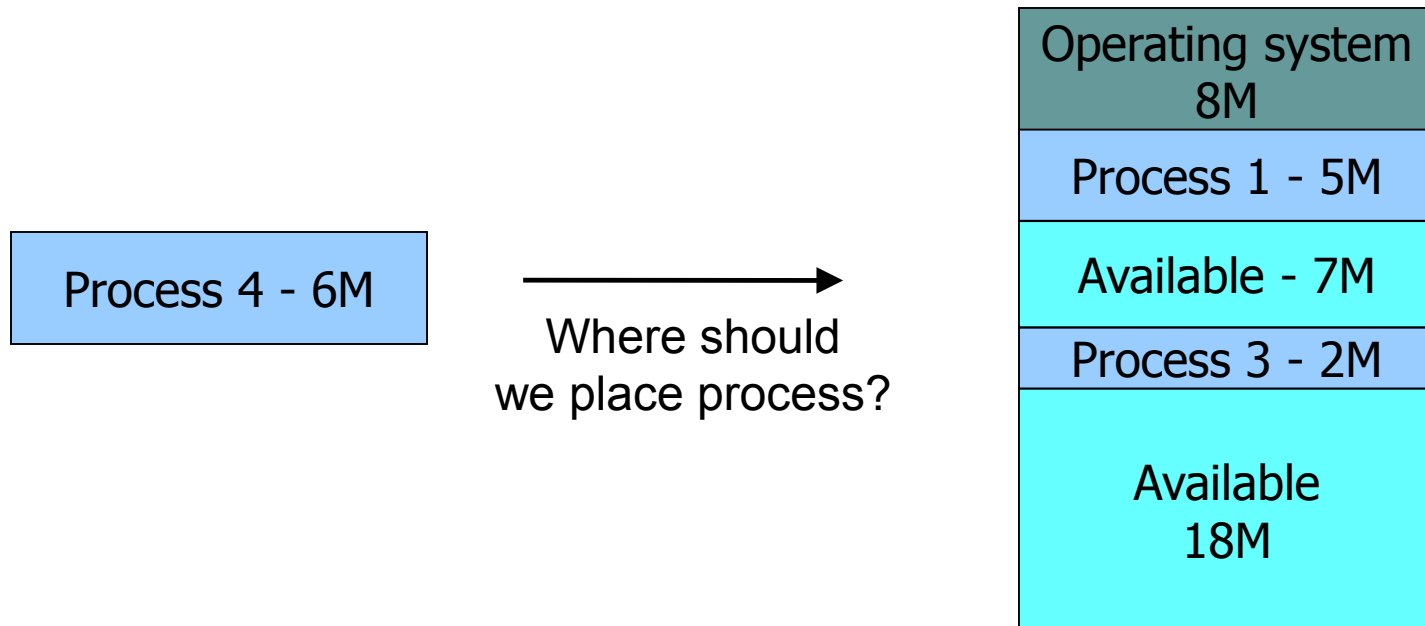 Process 4 - 6M
Where should
we place process?
Operating system
8M
Process 1 - 5M
Available - 7M
Process 3 - 2M
Available
18M